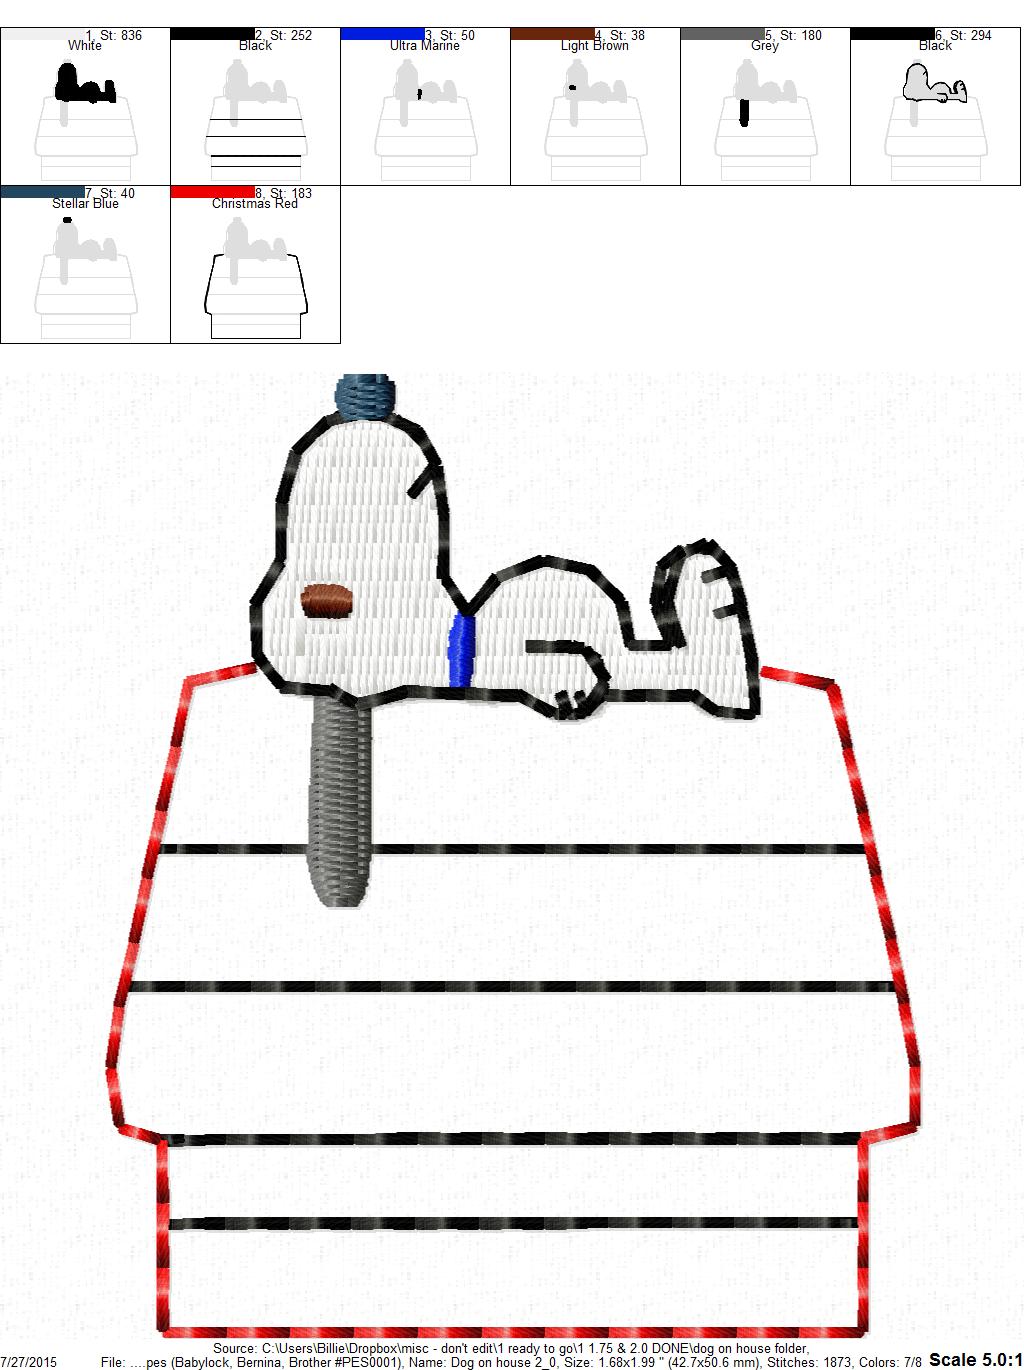 1, St: 836
White
2, St: 252
Black
3, St: 50
Ultra Marine
4, St: 38
Light Brown
5, St: 180
Grey
6, St: 294
Black
7, St: 40
Stellar Blue
8, St: 183
Christmas Red
Source: C:\Users\Billie\Dropbox\misc - don't edit\1 ready to go\1 1.75 & 2.0 DONE\dog on house folder,
7/27/2015 File: ....pes (Babylock, Bernina, Brother #PES0001), Name: Dog on house 2_0, Size: 1.68x1.99 " (42.7x50.6 mm), Stitches: 1873, Colors: 7/8 Scale 5.0:1